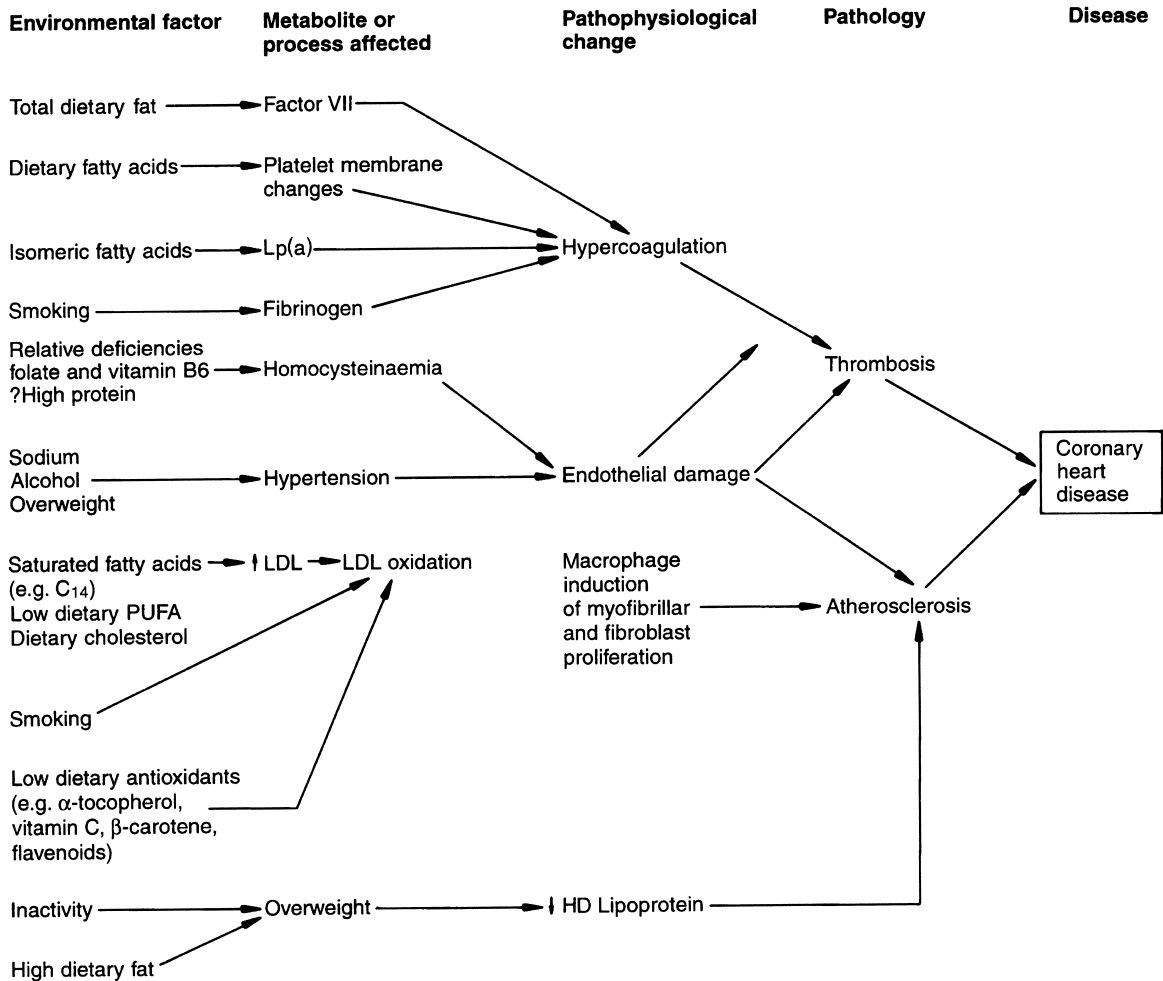 Environmental factor
Metabolite or
process affected
Pathophysiological
change
Pathology
Disease
Total dietary fat
Factor VII
Dietary fatty acids
Platelet membrane
changes
Isomeric fatty acids
Lp(a)
Hypercoagulation
Smoking
Fibrinogen
Relative deficiencies
folate and vitamin B6
?High protein
Homocysteinaemia
Thrombosis
Sodium
Alcohol
Overweight
Hypertension
Endothelial damage
Coronary
heart
disease
Saturated fatty acids
(e.g. C14)
Low dietary PUFA
Dietary cholesterol
LDL
LDL oxidation
Macrophage
induction
of myofibrillar
and fibroblast
proliferation
Atherosclerosis
Smoking
Low dietary antioxidants
(e.g. α-tocopherol,
vitamin C, β-carotene,
flavenoids)
Inactivity
Overweight
HD Lipoprotein
High dietary fat